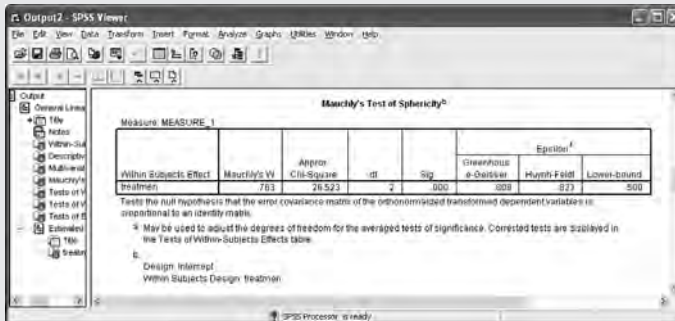 Output2 - SPSS Viewer
File Edit View Data Transform Insert Format Analyze Graphs Utilities Window Help
Output
General Linea
Title
Notes
Within-Sub
Descriptiv
Multivariat
Mauchly's
Tests of W
Tests of W
Tests of B
Estimated
Title
treatm
Mauchly's Test of Sphericity b
Measure: MEASURE_1
Epsilon a
Approx.
Greenhous
Within Subjects Effect Mauchly's W Chi-Square df Sig. e-Geisser Huynh-Feldt Lower-bound
treatmen .763 26.523 2 .000 .823 .500
Tests the null hypothesis that the error covariance matrix of the orthonormalized transformed dependent variables is
proportional to an identity matrix.
a. May be used to adjust the degrees of freedom for the averaged tests of significance. Corrected tests are displayed in
the Tests of Within-Subjects Effects table.
b.
Design: Intercept
Within Subjects Design: treatmen
SPSS Processor is ready